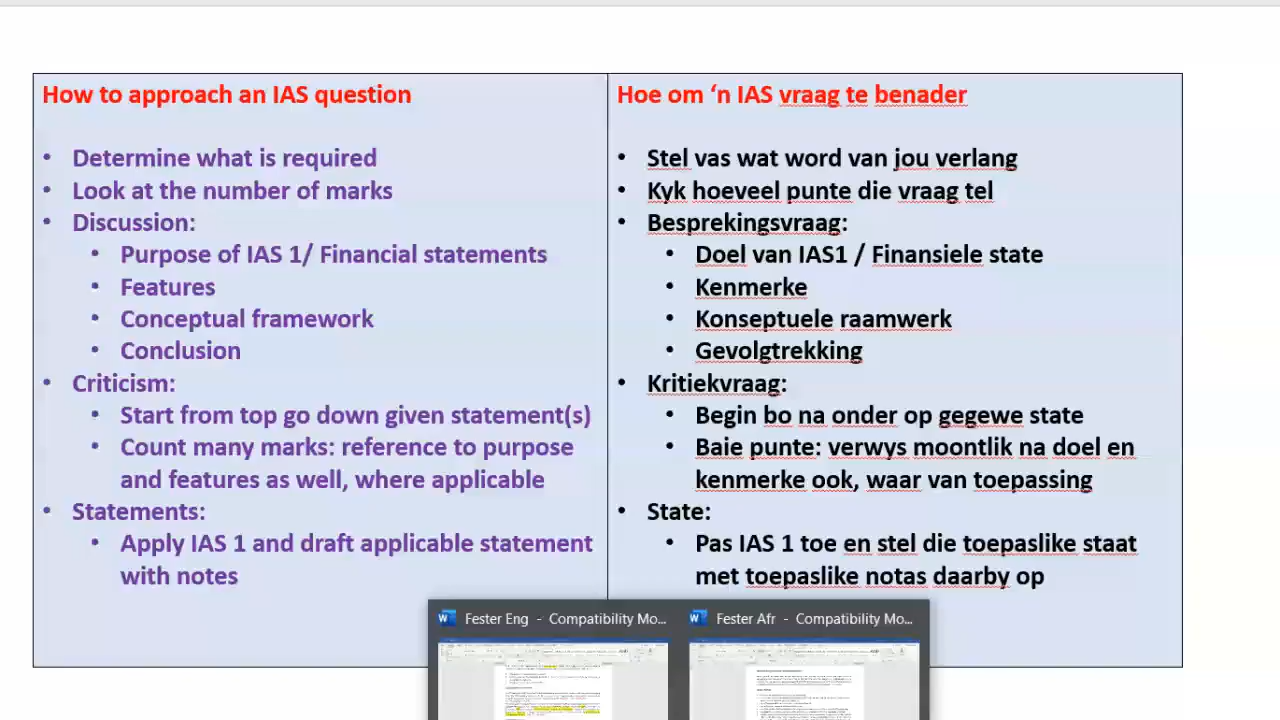 How to approach an IAS question
• Determine what is required
• Look at the number of marks
• Discussion:
• Purpose of IAS 1/ Financial statements
• Features
• Conceptual framework
• Conclusion
• Criticism:
• Start from top go down given statement(s)
• Count many marks: reference to purpose
and features as well, where applicable
• Statements:
• Apply IAS 1 and draft applicable statement
with notes
Hoe om ‘n IAS vraag te benader
• Stel vas wat word van jou verlang
• Kyk hoeveel punte die vraag tel
• Besprekingsvraag:
• Doel van IAS1 / Finansiele state
• Kenmerke
• Konseptuele raamwerk
• Gevolgtrekking
• Kritiekvraag:
• Begin bo na onder op gegewe state
• Baie punte: verwys moontlik na doel en
kenmerke ook, waar van toepassing
• State:
• Pas IAS 1 toe en stel die toepaslike staat
met toepaslike notas daarby op
Fester Eng - Compatibility Mo...
Fester Afr - Compatibility Mo...